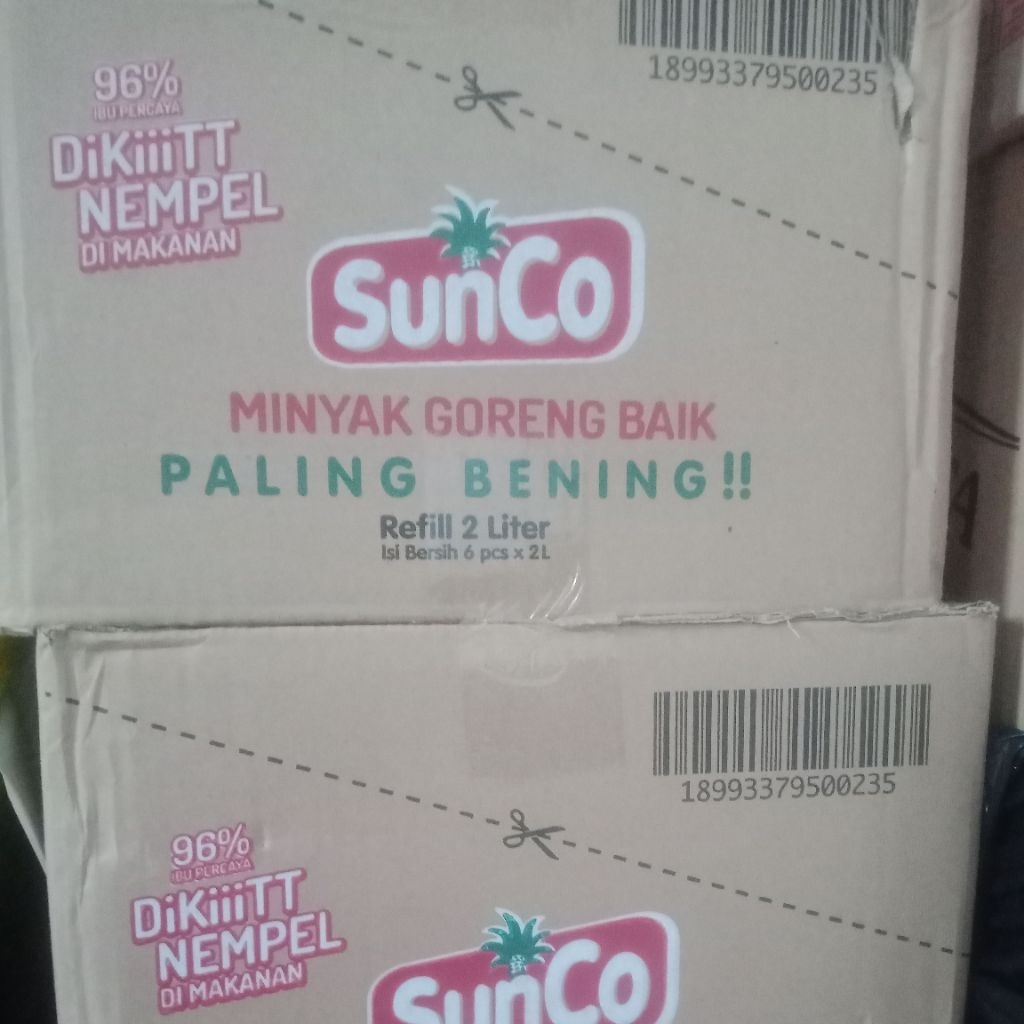 18993379500235
96%
IBU PERCAYA
DiKiiiTT
NEMPEL
DI MAKANAN
SunCo
MINYAK GORENG BAIK
PALING BENING!!
Refill 2 Liter
Isi Bersih 6 pcs x 2L
18993379500235
96%
IBU PERCAYA
DiKiiiTT
NEMPEL
DI MAKANAN
SunCo